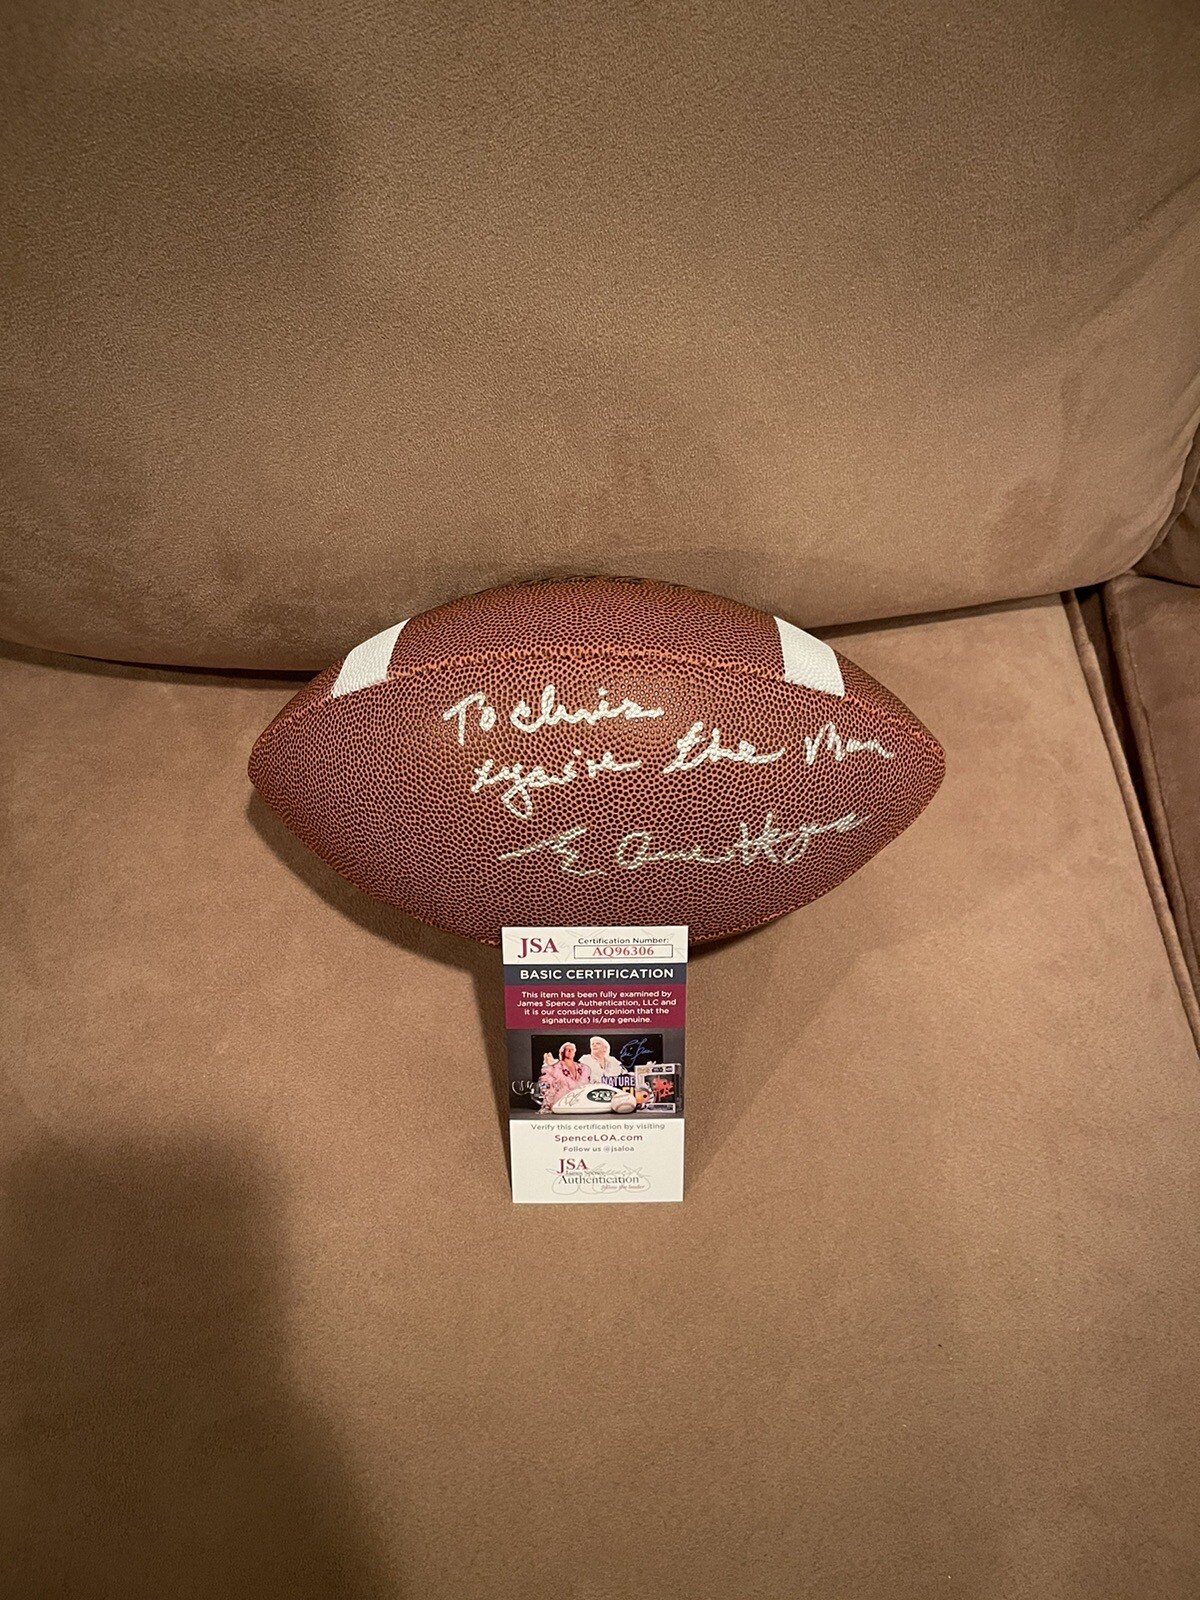 To Chris
the Man
JSA
Certification Number:
AQ96306
BASIC CERTIFICATION
This item has been fully examined by
James Spence Authentication, LLC and
it is our considered opinion that the
signature(s) is/are genuine.
Verify this certification by visiting
SpenceLOA.com
Follow us @jsaloa
JSA
James Spence
Authentication